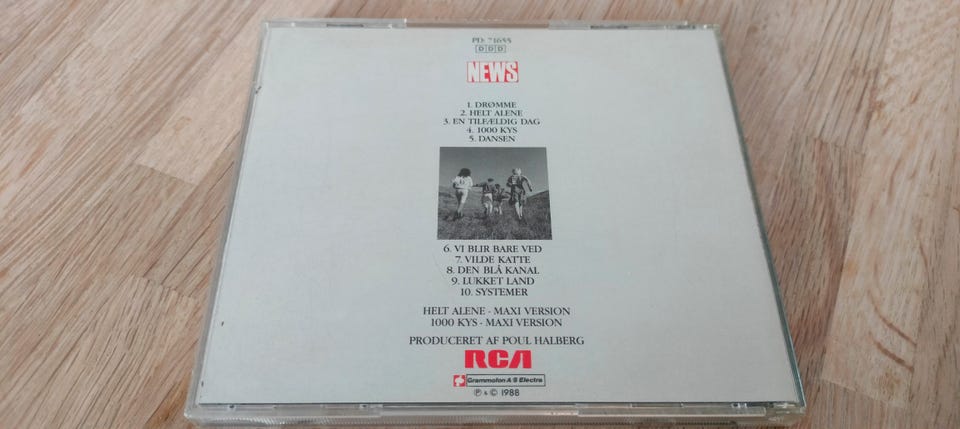 PD: 71655
DDD
NEWS
1. DRØMME
2. HELT ALENE
3. EN TILFÆLDIG DAG
4. 1000 KYS
5. DANSEN
6. VI BLIR BARE VED
7. VILDE KATTE
8. DEN BLÅ KANAL
9. LUKKET LAND
10. SYSTEMER
HELT ALENE - MAXI VERSION
1000 KYS - MAXI VERSION
PRODUCERET AF POUL HALBERG
RCA
Grammofon A/S Electra
℗ & © 1988